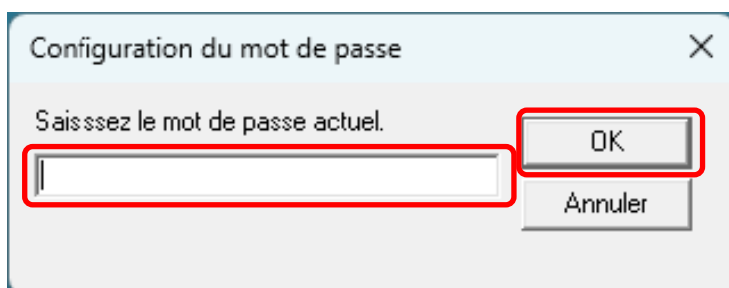 Configuration du mot de passe
Saisssez le mot de passe actuel.
OK
Annuler